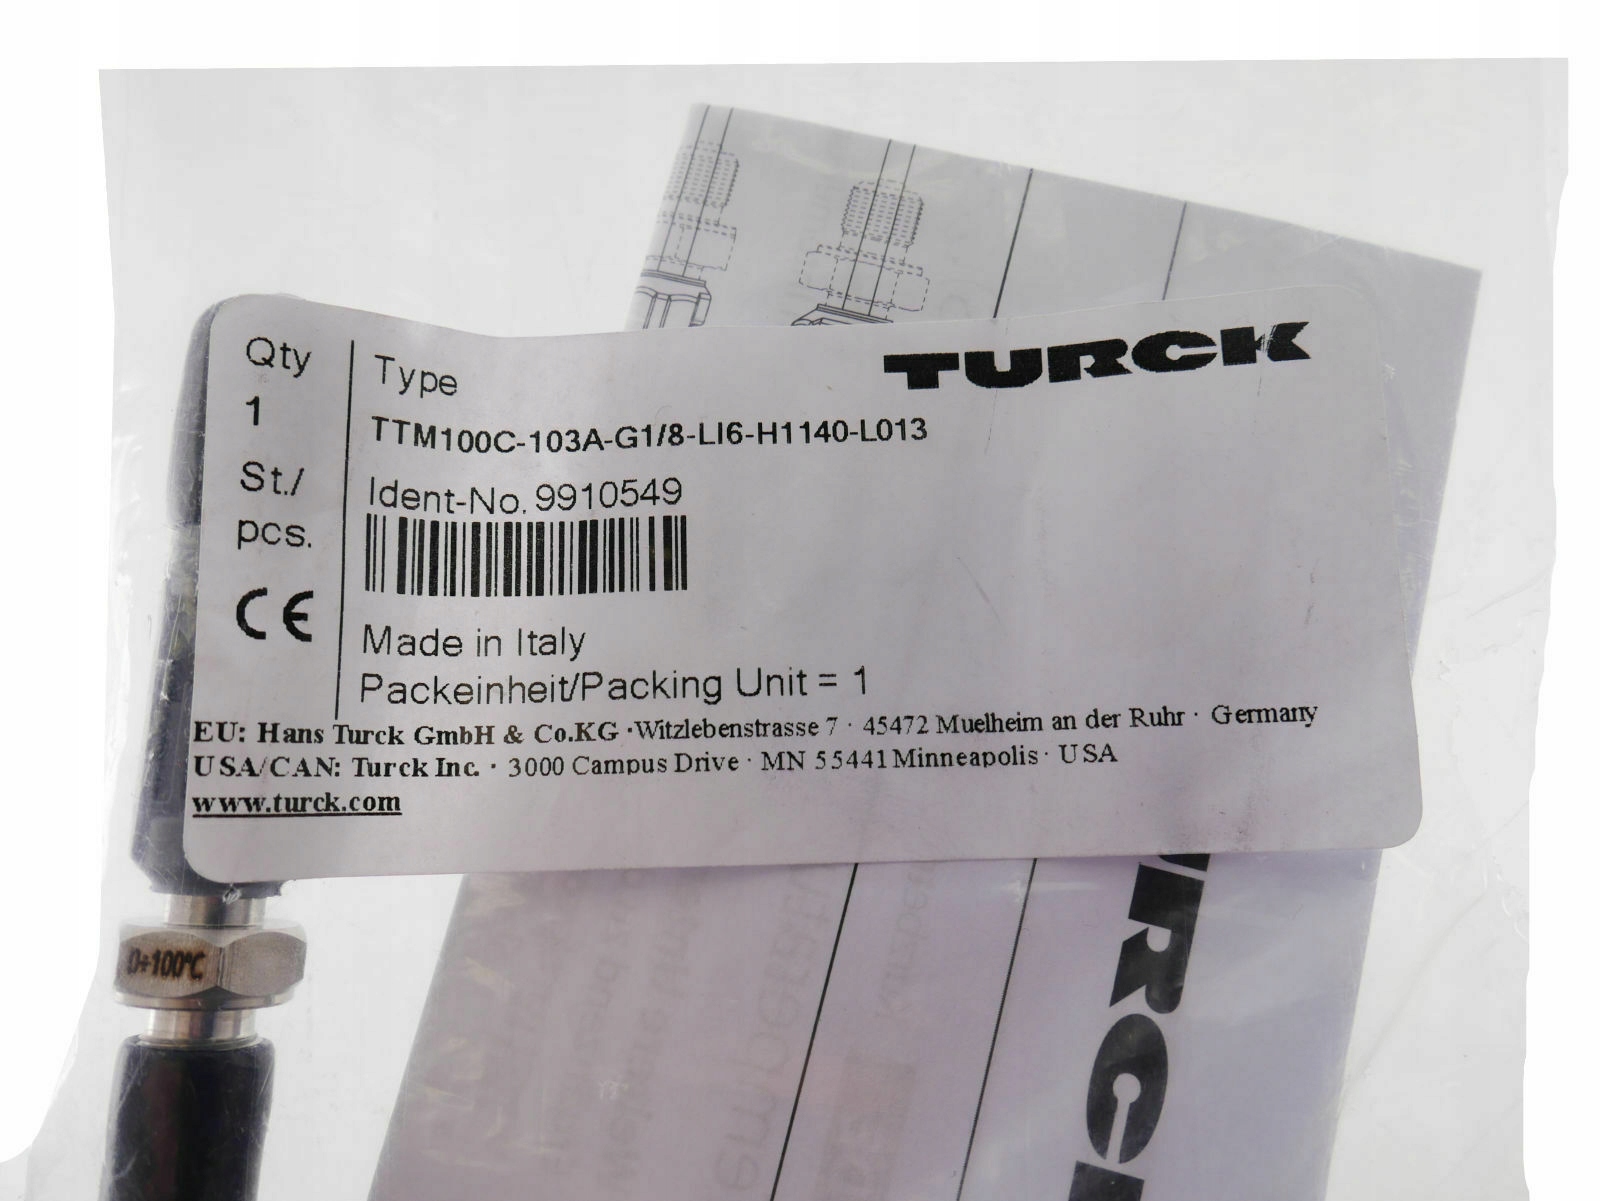 TURCK
Qty
1
St./
pcs.
CE
Type
TTM100C-103A-G1/8-LI6-H1140-L013
Ident-No. 9910549
Made in Italy
Packeinheit/Packing Unit = 1
EU: Hans Turck GmbH & Co.KG ·Witzlebenstrasse 7 · 45472 Muelheim an der Ruhr · Germany
USA/CAN: Turck Inc. · 3000 Campus Drive · MN 55441 Minneapolis · USA
www.turck.com
0÷100°C